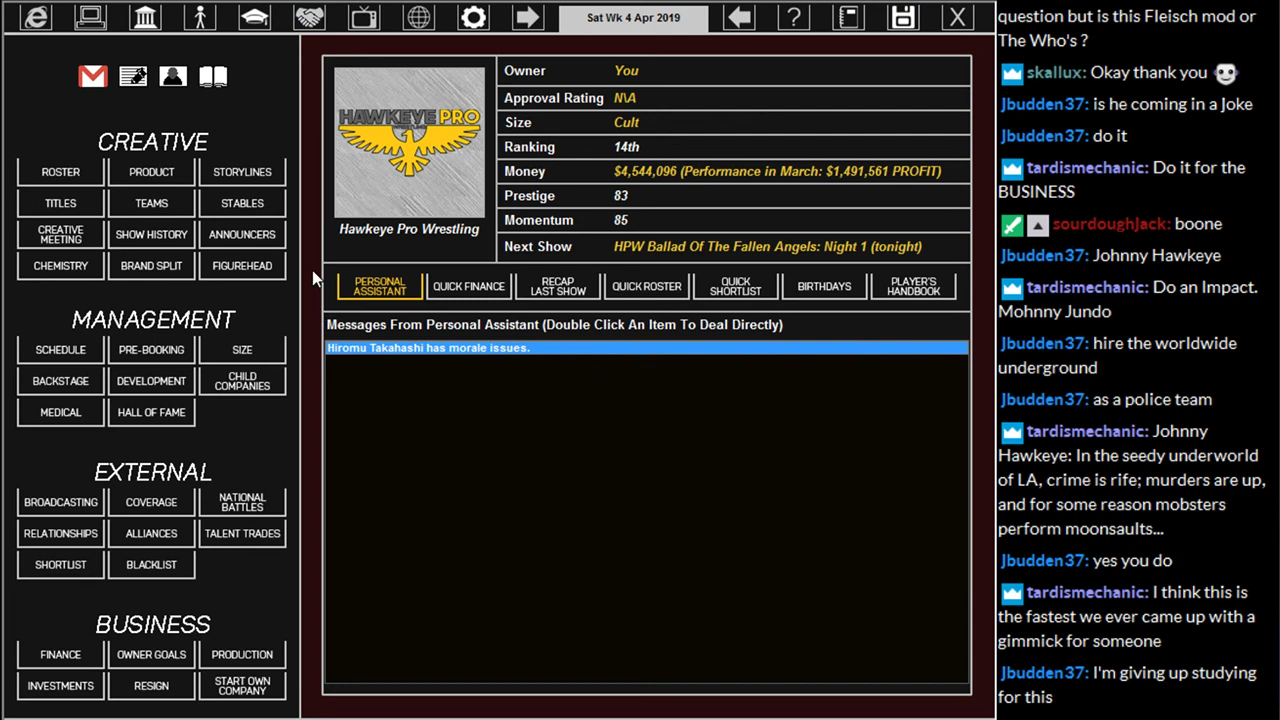 Sat Wk 4 Apr 2019
CREATIVE
ROSTER
PRODUCT
STORYLINES
TITLES
TEAMS
STABLES
CREATIVE
MEETING
SHOW HISTORY
ANNOUNCERS
CHEMISTRY
BRAND SPLIT
FIGUREHEAD
MANAGEMENT
SCHEDULE
PRE-BOOKING
SIZE
BACKSTAGE
DEVELOPMENT
CHILD
COMPANIES
MEDICAL
HALL OF FAME
EXTERNAL
BROADCASTING
COVERAGE
NATIONAL
BATTLES
RELATIONSHIPS
ALLIANCES
TALENT TRADES
SHORTLIST
BLACKLIST
BUSINESS
FINANCE
OWNER GOALS
PRODUCTION
INVESTMENTS
RESIGN
START OWN
COMPANY
HAWKEYE PRO
Hawkeye Pro Wrestling
Owner You
Approval Rating N\A
Size Cult
Ranking 14th
Money $4,544,096 (Performance in March: $1,491,561 PROFIT)
Prestige 83
Momentum 85
Next Show HPW Ballad Of The Fallen Angels: Night 1 (tonight)
PERSONAL
ASSISTANT
QUICK FINANCE
RECAP
LAST SHOW
QUICK ROSTER
QUICK
SHORTLIST
BIRTHDAYS
PLAYER'S
HANDBOOK
Messages From Personal Assistant (Double Click An Item To Deal Directly)
Hiromu Takahashi has morale issues.
question but is this Fleisch mod or
The Who's ?
skallux: Okay thank you
Jbudden37: is he coming in a Joke
Jbudden37: do it
tardismechanic: Do it for the
BUSINESS
sourdoughJack: boone
Jbudden37: Johnny Hawkeye
tardismechanic: Do an Impact.
Mohnny Jundo
Jbudden37: hire the worldwide
underground
Jbudden37: as a police team
tardismechanic: Johnny
Hawkeye: In the seedy underworld
of LA, crime is rife; murders are up,
and for some reason mobsters
perform moonsaults...
Jbudden37: yes you do
tardismechanic: I think this is
the fastest we ever came up with a
gimmick for someone
Jbudden37: I'm giving up studying
for this